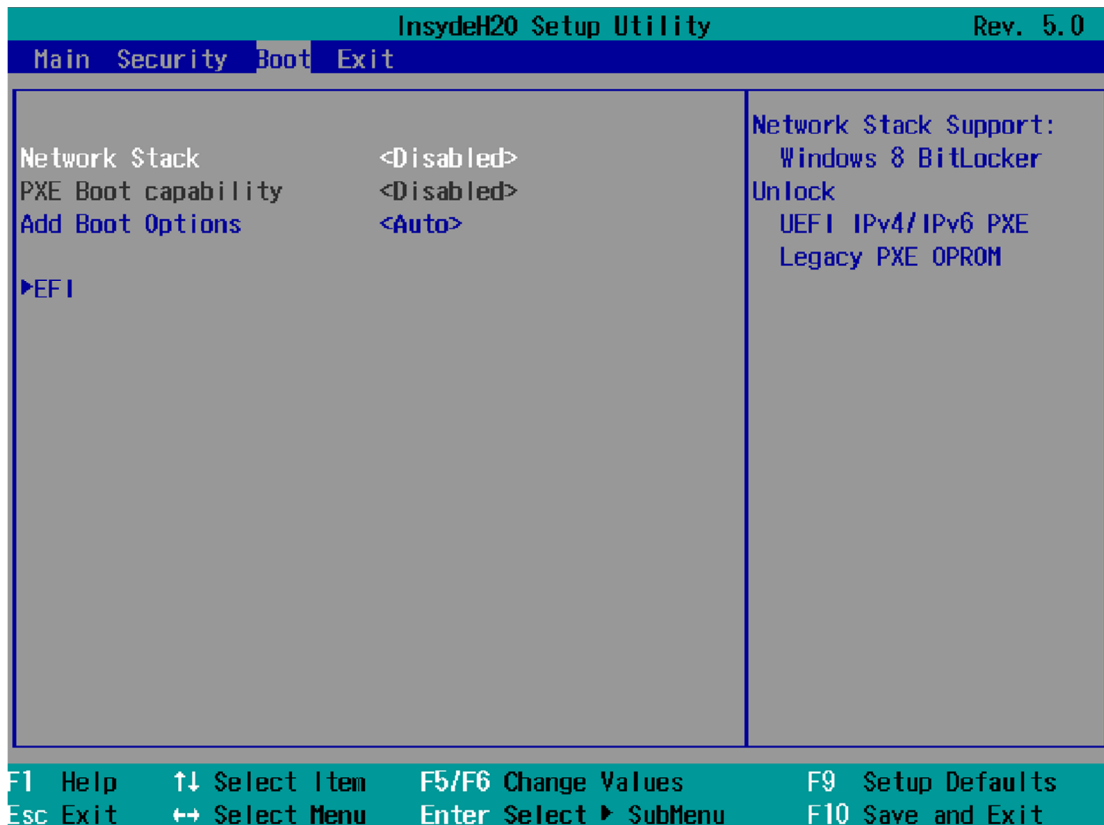 InsydeH20 Setup Utility Rev. 5.0
Main Security Boot Exit
Network Stack <Disabled>
PXE Boot capability <Disabled>
Add Boot Options <Auto>
▶EFI
Network Stack Support:
Windows 8 BitLocker
Unlock
UEFI IPv4/IPv6 PXE
Legacy PXE OPROM
F1 Help ↑↓ Select Item F5/F6 Change Values F9 Setup Defaults
Esc Exit ↔ Select Menu Enter Select ▶ SubMenu F10 Save and Exit